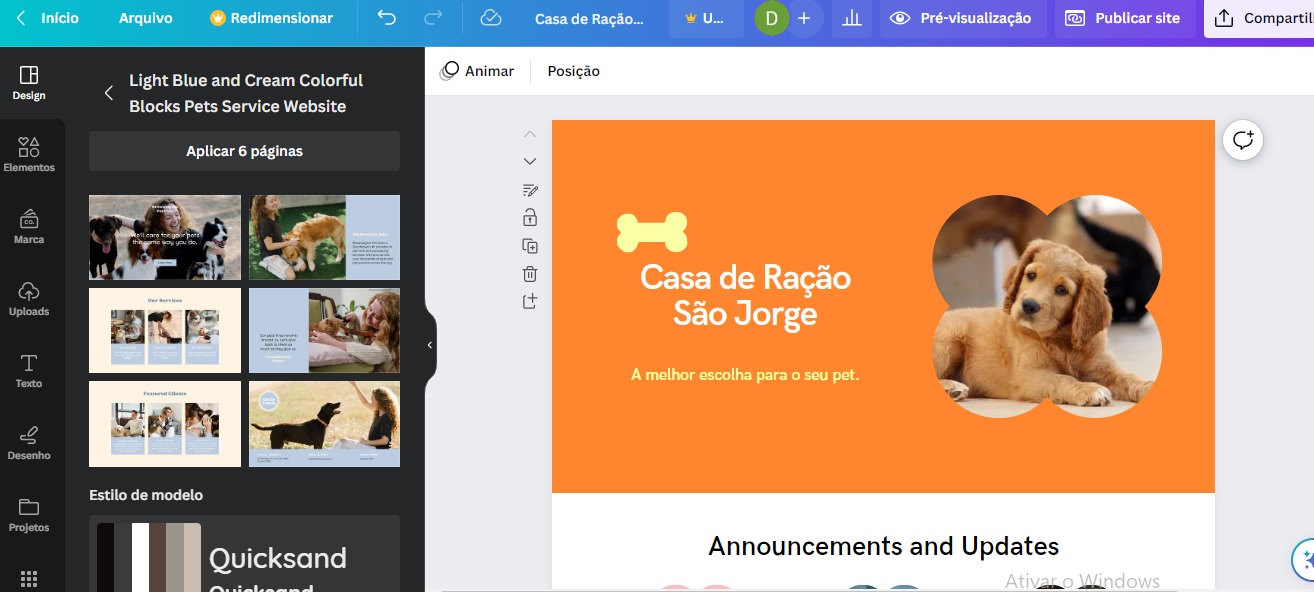 Início
Arquivo
Redimensionar
Casa de Ração...
U...
D
Pré-visualização
Publicar site
Compartil
Design
Elementos
Marca
CO.
Uploads
Texto
Desenho
Projetos
Light Blue and Cream Colorful
Blocks Pets Service Website
Aplicar 6 páginas
We'll care for your pets
the same way you do.
Our Services
Featured Clients
Estilo de modelo
Quicksand
Quicksand
Animar
Posição
Casa de Ração
São Jorge
A melhor escolha para o seu pet.
Announcements and Updates
Ativar o Windows